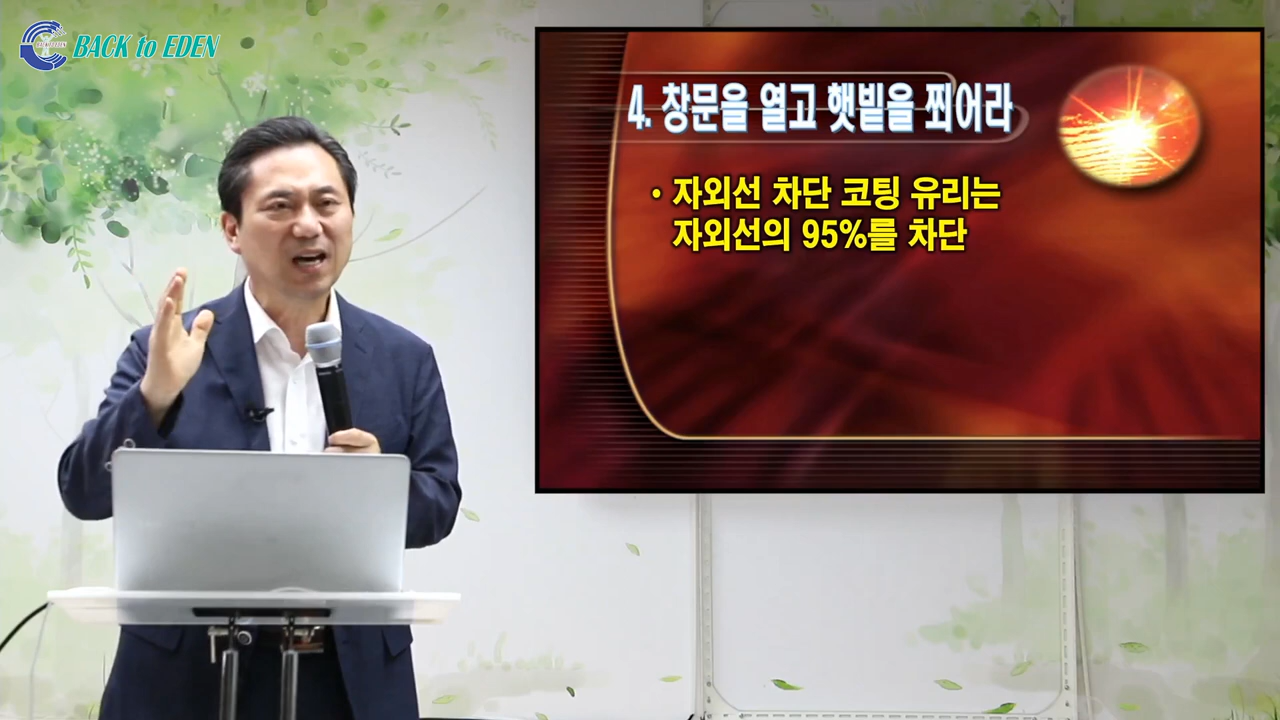 BACK to EDEN
4. 창문을 열고 햇빛을 쬐어라
• 자외선 차단 코팅 유리는
자외선의 95%를 차단